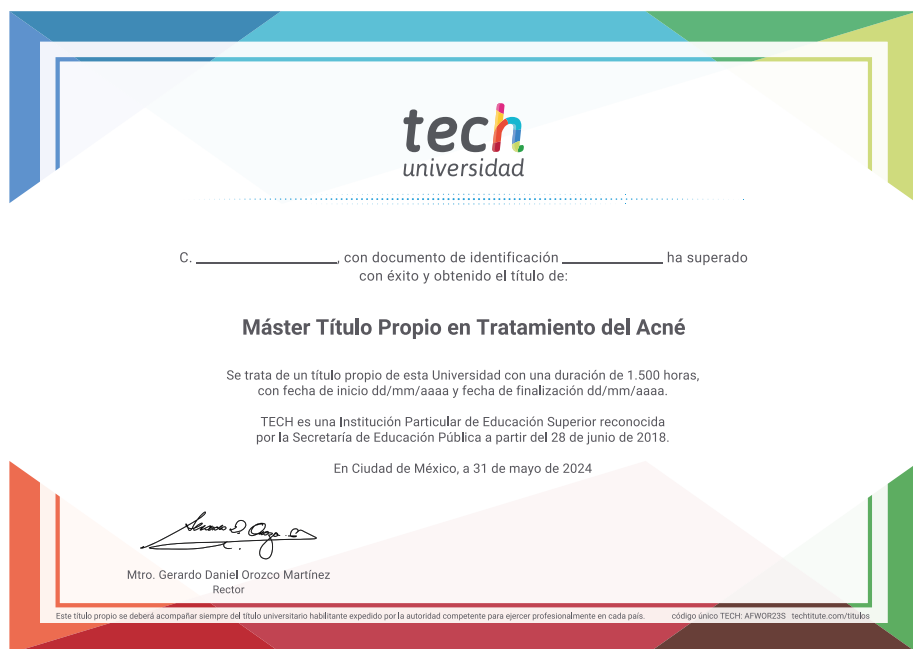 tech
universidad
C. ____________________, con documento de identificación ______________ ha superado
con éxito y obtenido el título de:
Máster Título Propio en Tratamiento del Acné
Se trata de un título propio de esta Universidad con una duración de 1.500 horas,
con fecha de inicio dd/mm/aaaa y fecha de finalización dd/mm/aaaa.
TECH es una Institución Particular de Educación Superior reconocida
por la Secretaría de Educación Pública a partir del 28 de junio de 2018.
En Ciudad de México, a 31 de mayo de 2024
Mtro. Gerardo Daniel Orozco Martínez
Rector
Este título propio se deberá acompañar siempre del título universitario habilitante expedido por la autoridad competente para ejercer profesionalmente en cada país. código único TECH: AFWOR23S techtitute.com/titulos